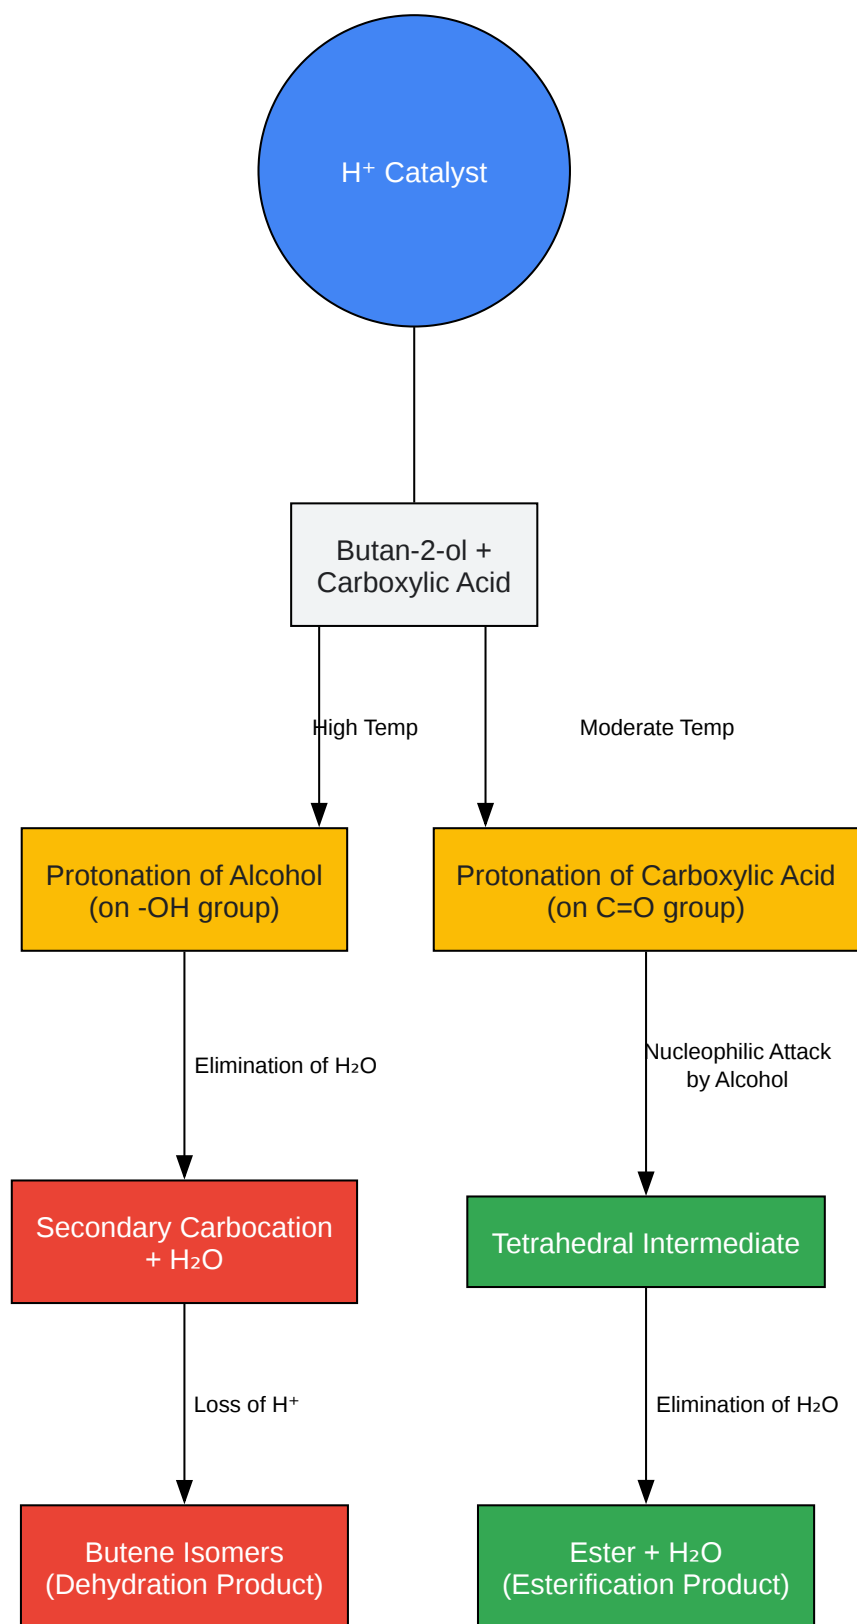 H⁺ Catalyst
Butan-2-ol +
Carboxylic Acid
High Temp
Moderate Temp
Protonation of Alcohol
(on -OH group)
Protonation of Carboxylic Acid
(on C=O group)
Elimination of H₂O
Nucleophilic Attack
by Alcohol
Secondary Carbocation
+ H₂O
Tetrahedral Intermediate
Loss of H⁺
Elimination of H₂O
Butene Isomers
(Dehydration Product)
Ester + H₂O
(Esterification Product)